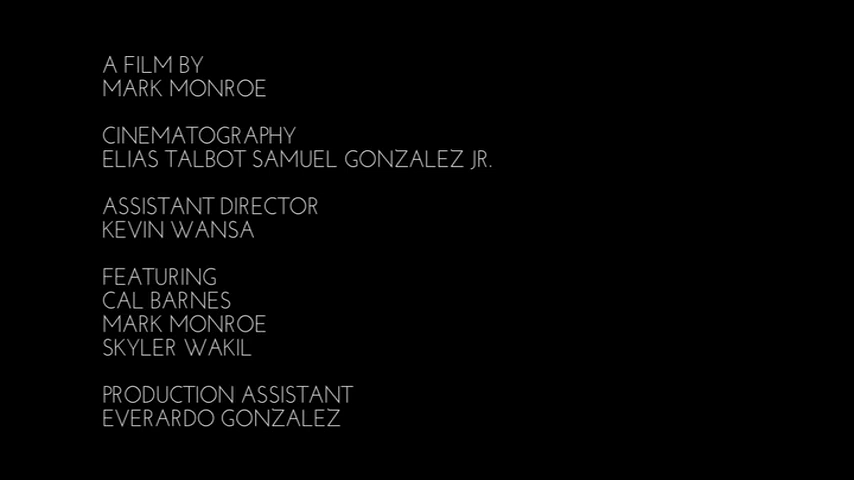 A FILM BY
MARK MONROE
CINEMATOGRAPHY
ELIAS TALBOT SAMUEL GONZALEZ JR.
ASSISTANT DIRECTOR
KEVIN WANSA
FEATURING
CAL BARNES
MARK MONROE
SKYLER WAKIL
PRODUCTION ASSISTANT
EVERARDO GONZALEZ